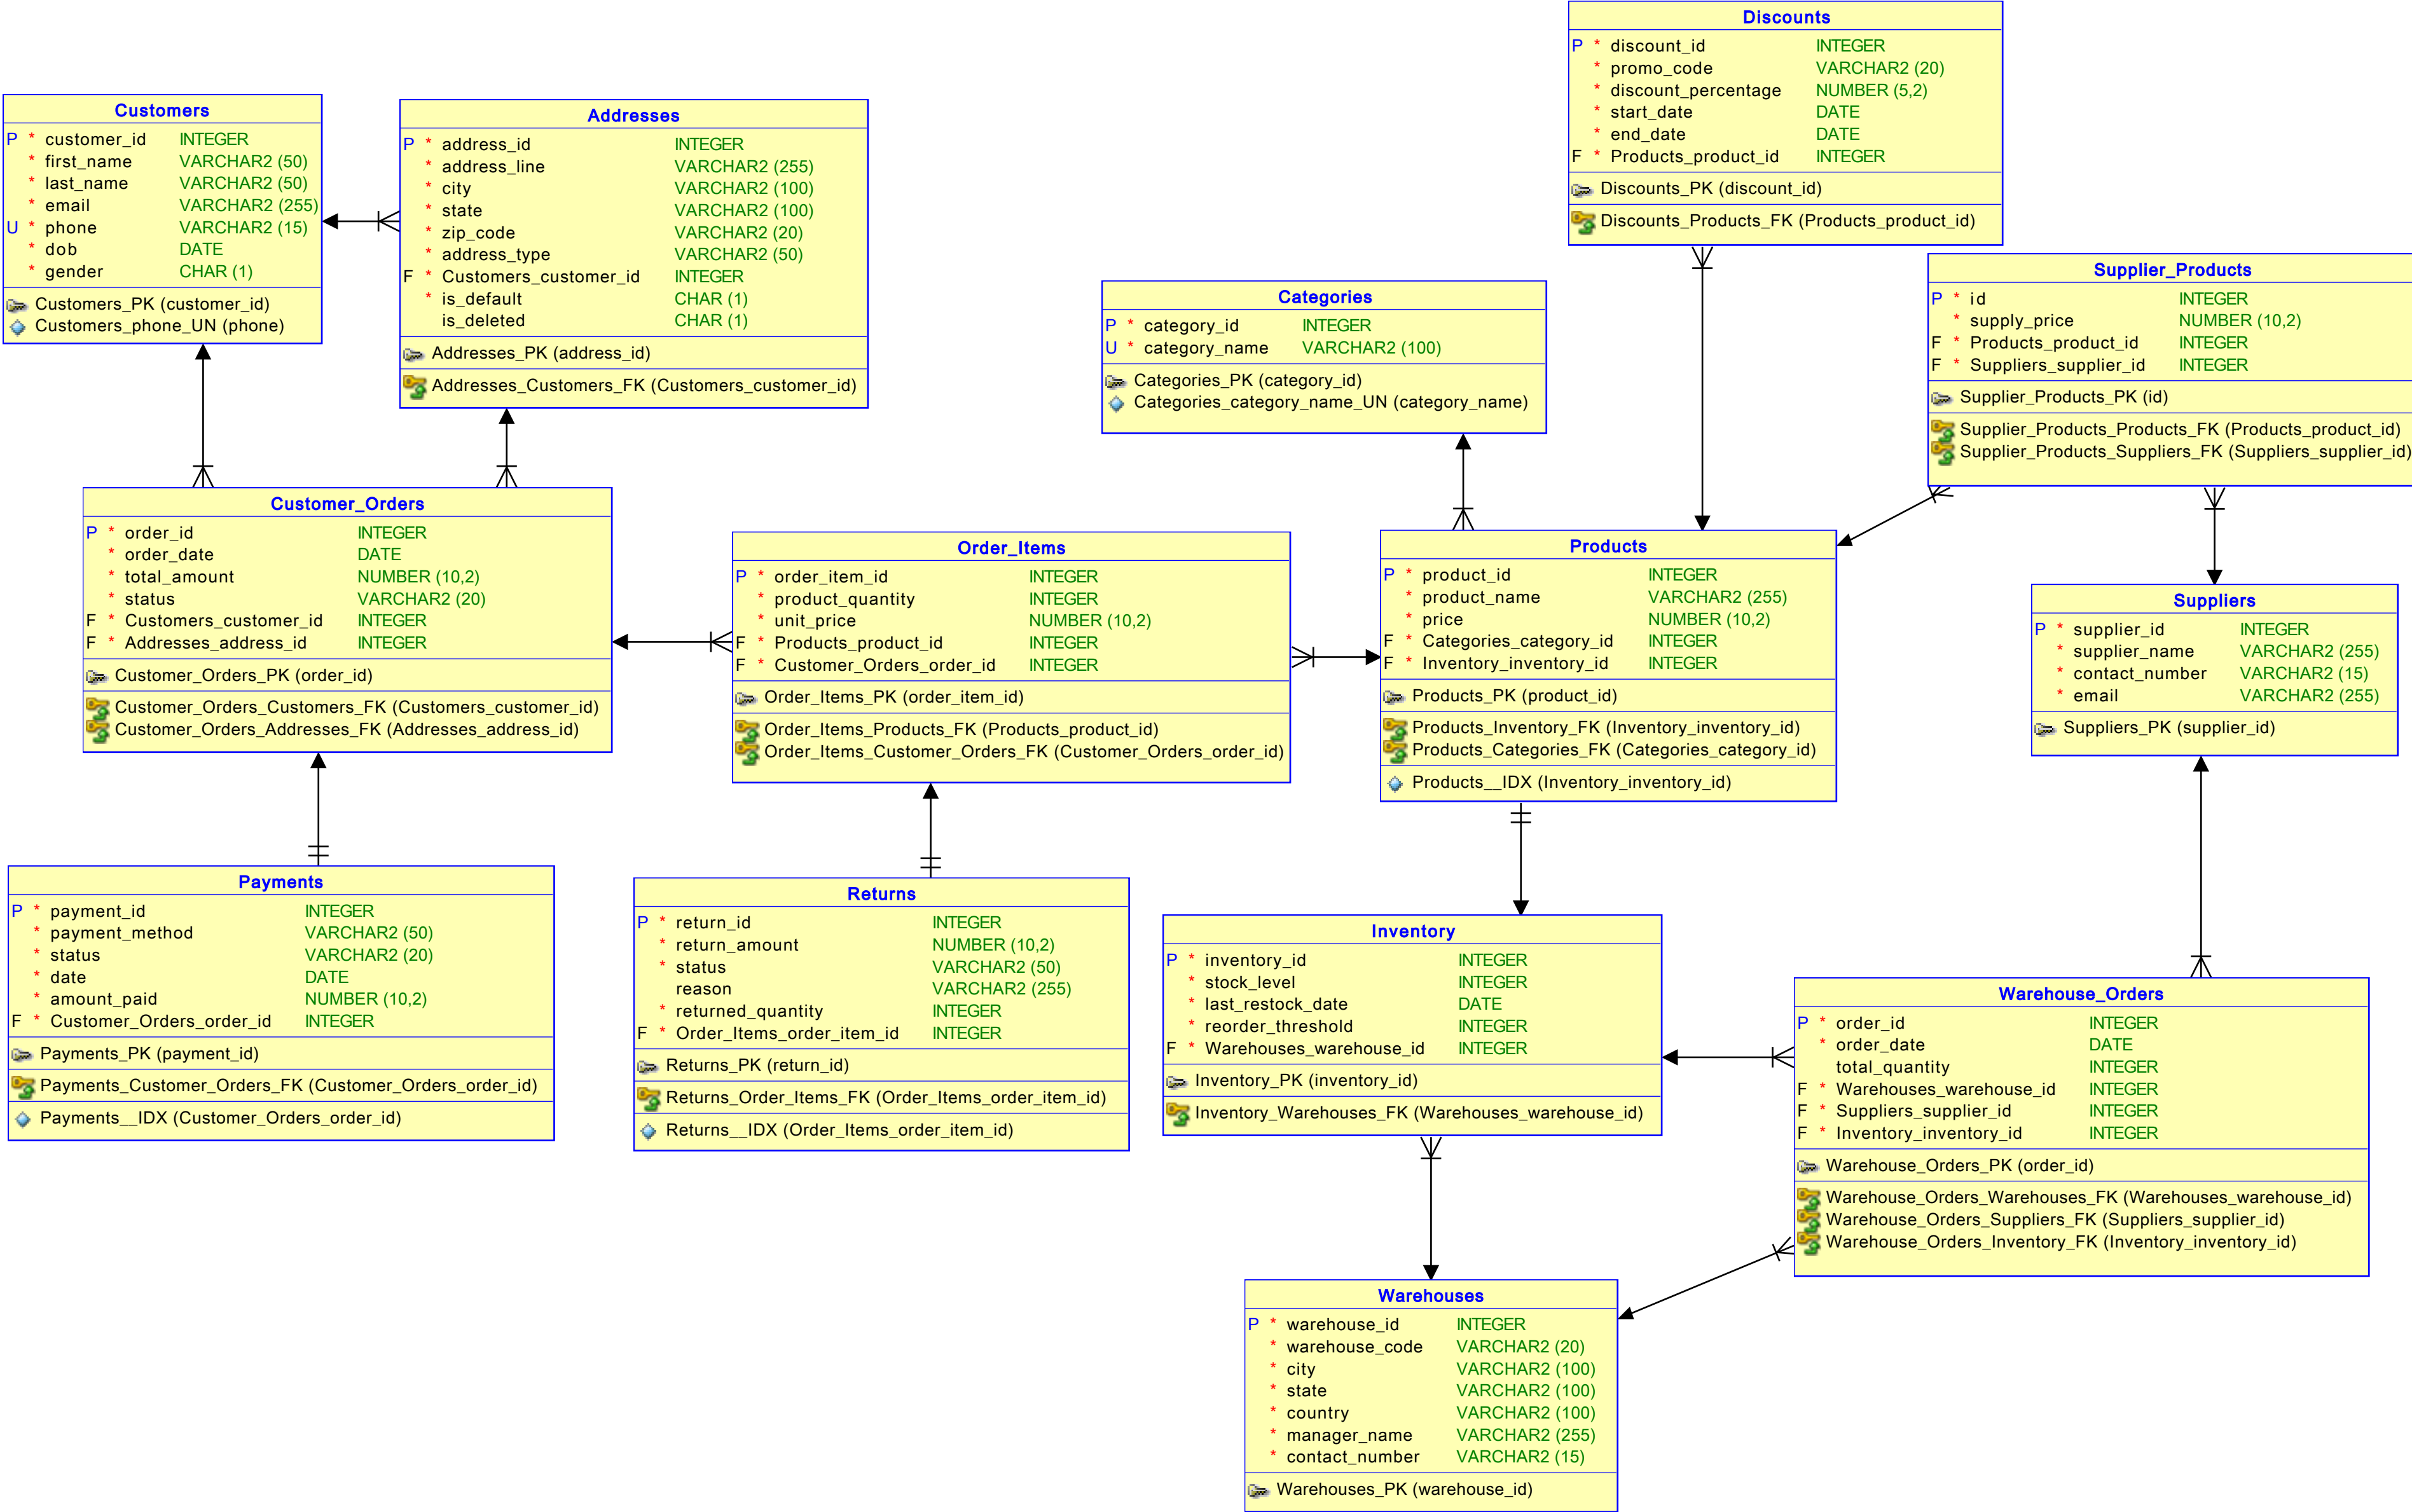 Discounts
P * discount_id INTEGER
* promo_code VARCHAR2 (20)
* discount_percentage NUMBER (5,2)
* start_date DATE
* end_date DATE
F * Products_product_id INTEGER
Discounts_PK (discount_id)
Discounts_Products_FK (Products_product_id)
Customers
P * customer_id INTEGER
* first_name VARCHAR2 (50)
* last_name VARCHAR2 (50)
* email VARCHAR2 (255)
U * phone VARCHAR2 (15)
* dob DATE
* gender CHAR (1)
Customers_PK (customer_id)
Customers_phone_UN (phone)
Addresses
P * address_id INTEGER
* address_line VARCHAR2 (255)
* city VARCHAR2 (100)
* state VARCHAR2 (100)
* zip_code VARCHAR2 (20)
* address_type VARCHAR2 (50)
F * Customers_customer_id INTEGER
* is_default CHAR (1)
is_deleted CHAR (1)
Addresses_PK (address_id)
Addresses_Customers_FK (Customers_customer_id)
Categories
P * category_id INTEGER
U * category_name VARCHAR2 (100)
Categories_PK (category_id)
Categories_category_name_UN (category_name)
Supplier_Products
P * id INTEGER
* supply_price NUMBER (10,2)
F * Products_product_id INTEGER
F * Suppliers_supplier_id INTEGER
Supplier_Products_PK (id)
Supplier_Products_Products_FK (Products_product_id)
Supplier_Products_Suppliers_FK (Suppliers_supplier_id)
Customer_Orders
P * order_id INTEGER
* order_date DATE
* total_amount NUMBER (10,2)
* status VARCHAR2 (20)
F * Customers_customer_id INTEGER
F * Addresses_address_id INTEGER
Customer_Orders_PK (order_id)
Customer_Orders_Customers_FK (Customers_customer_id)
Customer_Orders_Addresses_FK (Addresses_address_id)
Order_Items
P * order_item_id INTEGER
* product_quantity INTEGER
* unit_price NUMBER (10,2)
F * Products_product_id INTEGER
F * Customer_Orders_order_id INTEGER
Order_Items_PK (order_item_id)
Order_Items_Products_FK (Products_product_id)
Order_Items_Customer_Orders_FK (Customer_Orders_order_id)
Products
P * product_id INTEGER
* product_name VARCHAR2 (255)
* price NUMBER (10,2)
F * Categories_category_id INTEGER
F * Inventory_inventory_id INTEGER
Products_PK (product_id)
Products_Inventory_FK (Inventory_inventory_id)
Products_Categories_FK (Categories_category_id)
Products__IDX (Inventory_inventory_id)
Suppliers
P * supplier_id INTEGER
* supplier_name VARCHAR2 (255)
* contact_number VARCHAR2 (15)
* email VARCHAR2 (255)
Suppliers_PK (supplier_id)
Payments
P * payment_id INTEGER
* payment_method VARCHAR2 (50)
* status VARCHAR2 (20)
* date DATE
* amount_paid NUMBER (10,2)
F * Customer_Orders_order_id INTEGER
Payments_PK (payment_id)
Payments_Customer_Orders_FK (Customer_Orders_order_id)
Payments__IDX (Customer_Orders_order_id)
Returns
P * return_id INTEGER
* return_amount NUMBER (10,2)
* status VARCHAR2 (50)
reason VARCHAR2 (255)
* returned_quantity INTEGER
F * Order_Items_order_item_id INTEGER
Returns_PK (return_id)
Returns_Order_Items_FK (Order_Items_order_item_id)
Returns__IDX (Order_Items_order_item_id)
Inventory
P * inventory_id INTEGER
* stock_level INTEGER
* last_restock_date DATE
* reorder_threshold INTEGER
F * Warehouses_warehouse_id INTEGER
Inventory_PK (inventory_id)
Inventory_Warehouses_FK (Warehouses_warehouse_id)
Warehouse_Orders
P * order_id INTEGER
* order_date DATE
total_quantity INTEGER
F * Warehouses_warehouse_id INTEGER
F * Suppliers_supplier_id INTEGER
F * Inventory_inventory_id INTEGER
Warehouse_Orders_PK (order_id)
Warehouse_Orders_Warehouses_FK (Warehouses_warehouse_id)
Warehouse_Orders_Suppliers_FK (Suppliers_supplier_id)
Warehouse_Orders_Inventory_FK (Inventory_inventory_id)
Warehouses
P * warehouse_id INTEGER
* warehouse_code VARCHAR2 (20)
* city VARCHAR2 (100)
* state VARCHAR2 (100)
* country VARCHAR2 (100)
* manager_name VARCHAR2 (255)
* contact_number VARCHAR2 (15)
Warehouses_PK (warehouse_id)